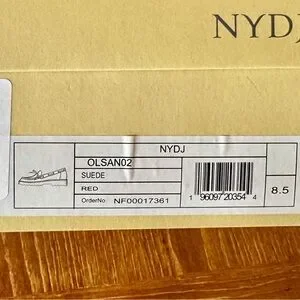 NYDJ
NYDJ
OLSAN02
SUEDE
RED
OrderNo NF00017361
1 96097 20354 4
8.5